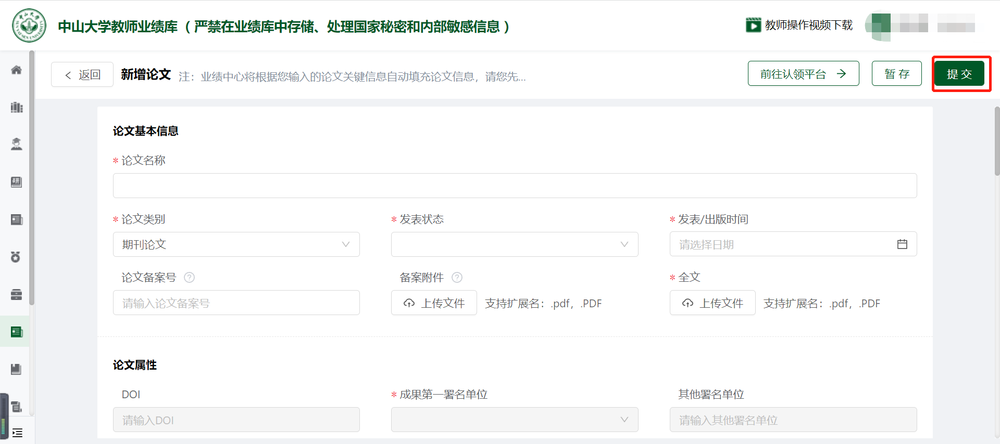 中山大学教师业绩库（严禁在业绩库中存储、处理国家秘密和内部敏感信息）
教师操作视频下载
返回
新增论文 注：业绩中心将根据您输入的论文关键信息自动填充论文信息，请您先...
前往认领平台
暂存
提交
论文基本信息
* 论文名称
* 论文类别
* 发表状态
* 发表/出版时间
期刊论文
请选择日期
论文备案号
备案附件
* 全文
请输入论文备案号
上传文件 支持扩展名：.pdf，.PDF
上传文件 支持扩展名：.pdf，.PDF
论文属性
DOI
* 成果第一署名单位
其他署名单位
请输入DOI
请输入其他署名单位